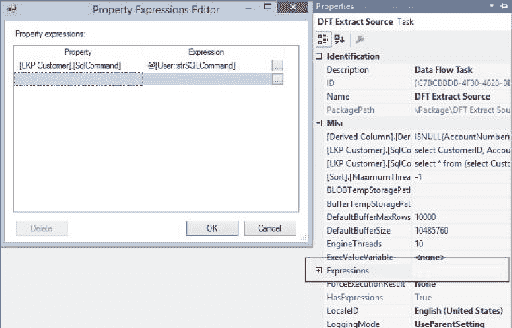 Property Expressions Editor
Property expressions:
Property Expression
[LKP Customer].[SqlCommand] @[User::strSQLCommand] ...
...
Delete OK Cancel
Properties
DFT Extract Source Task
Identification
Description Data Flow Task
ID
Name DFT Extract Source
PackagePath \Package\DFT Extract Sour
Misc
[Derived Column].[Der ISNULL(AccountNumber)
[LKP Customer].[SqlCo select CustomerID, Accou
[LKP Customer].[SqlCo select * from (select Cust
[Sort].[MaximumThrea -1
BLOBTempStoragePath
BufferTempStoragePat
DefaultBufferMaxRows 10000
DefaultBufferSize 10485760
EngineThreads 10
ExecValueVariable <none>
Expressions
ForceExecutionResult None
HasExpressions True
LocaleID English (United States)
LoggingMode UseParentSetting